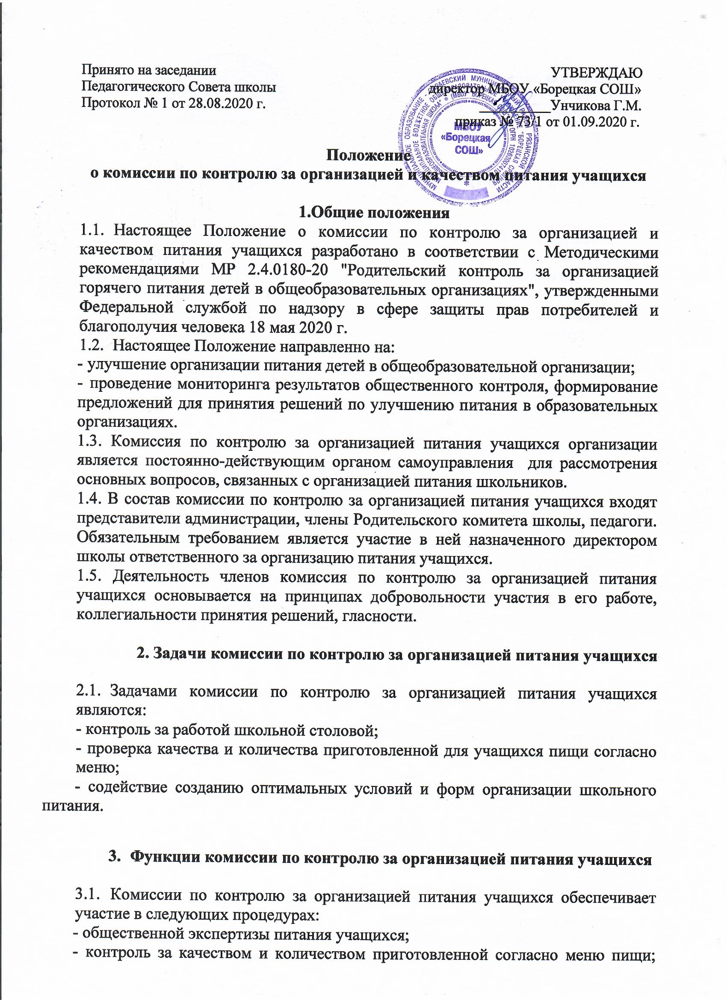 Принято на заседании
Педагогического Совета школы
Протокол № 1 от 28.08.2020 г.
УТВЕРЖДАЮ
директор МБОУ «Борецкая СОШ»
__________Унчикова Г.М.
приказ № 73/1 от 01.09.2020 г.
МБОУ
«Борецкая
СОШ»
Положение
о комиссии по контролю за организацией и качеством питания учащихся
1.Общие положения
1.1. Настоящее Положение о комиссии по контролю за организацией и
качеством питания учащихся разработано в соответствии с Методическими
рекомендациями МР 2.4.0180-20 "Родительский контроль за организацией
горячего питания детей в общеобразовательных организациях", утвержденными
Федеральной службой по надзору в сфере защиты прав потребителей и
благополучия человека 18 мая 2020 г.
1.2. Настоящее Положение направленно на:
- улучшение организации питания детей в общеобразовательной организации;
- проведение мониторинга результатов общественного контроля, формирование
предложений для принятия решений по улучшению питания в образовательных
организациях.
1.3. Комиссия по контролю за организацией питания учащихся организации
является постоянно-действующим органом самоуправления для рассмотрения
основных вопросов, связанных с организацией питания школьников.
1.4. В состав комиссии по контролю за организацией питания учащихся входят
представители администрации, члены Родительского комитета школы, педагоги.
Обязательным требованием является участие в ней назначенного директором
школы ответственного за организацию питания учащихся.
1.5. Деятельность членов комиссия по контролю за организацией питания
учащихся основывается на принципах добровольности участия в его работе,
коллегиальности принятия решений, гласности.
2. Задачи комиссии по контролю за организацией питания учащихся
2.1. Задачами комиссии по контролю за организацией питания учащихся
являются:
- контроль за работой школьной столовой;
- проверка качества и количества приготовленной для учащихся пищи согласно
меню;
- содействие созданию оптимальных условий и форм организации школьного
питания.
3. Функции комиссии по контролю за организацией питания учащихся
3.1. Комиссии по контролю за организацией питания учащихся обеспечивает
участие в следующих процедурах:
- общественной экспертизы питания учащихся;
- контроль за качеством и количеством приготовленной согласно меню пищи;